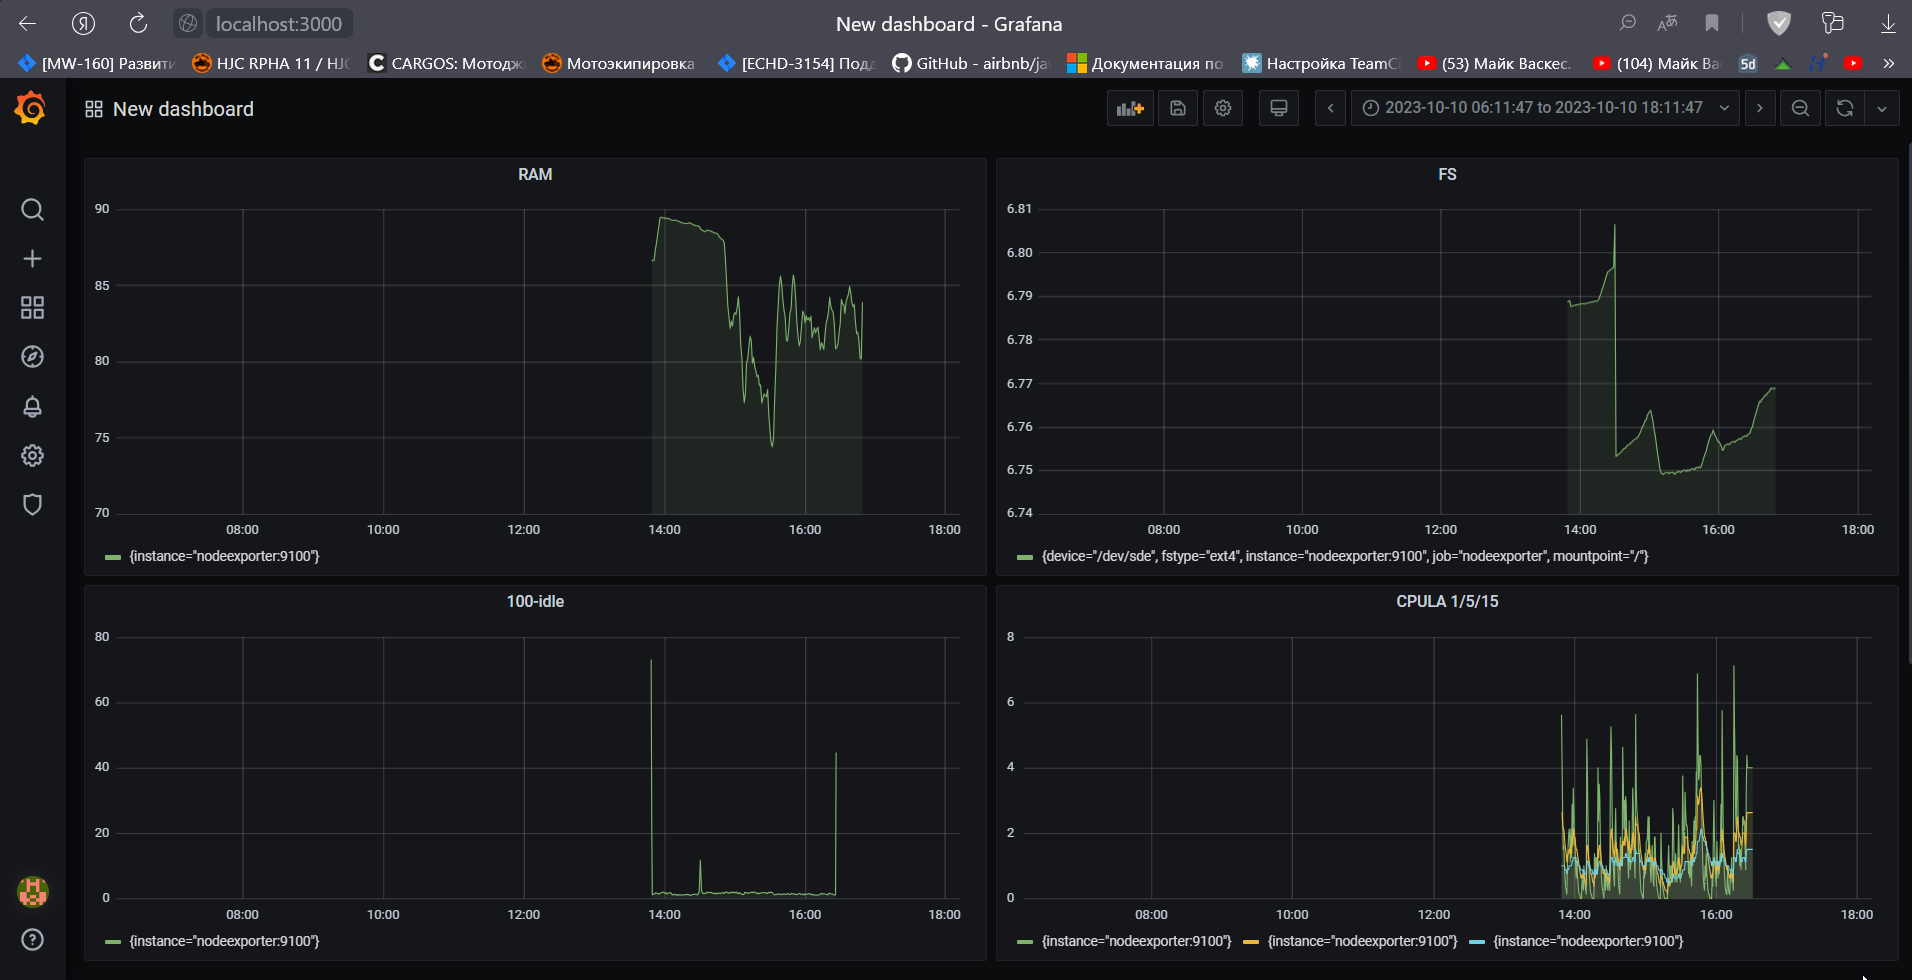 localhost:3000
New dashboard - Grafana
[MW-160] Развити
HJC RPHA 11 / HJC
CARGOS: Мотодж
Мотоэкипировка
[ECHD-3154] Под
GitHub - airbnb/ja
Документация по
Настройка TeamCi
(53) Майк Васкес.
(104) Майк Ва
5d
»
New dashboard
2023-10-10 06:11:47 to 2023-10-10 18:11:47
RAM
90
85
80
75
70
08:00 10:00 12:00 14:00 16:00 18:00
{instance="nodeexporter:9100"}
FS
6.81
6.80
6.79
6.78
6.77
6.76
6.75
6.74
08:00 10:00 12:00 14:00 16:00 18:00
{device="/dev/sde", fstype="ext4", instance="nodeexporter:9100", job="nodeexporter", mountpoint="/"}
100-idle
80
60
40
20
0
08:00 10:00 12:00 14:00 16:00 18:00
{instance="nodeexporter:9100"}
CPULA 1/5/15
8
6
4
2
0
08:00 10:00 12:00 14:00 16:00 18:00
{instance="nodeexporter:9100"} {instance="nodeexporter:9100"} {instance="nodeexporter:9100"}